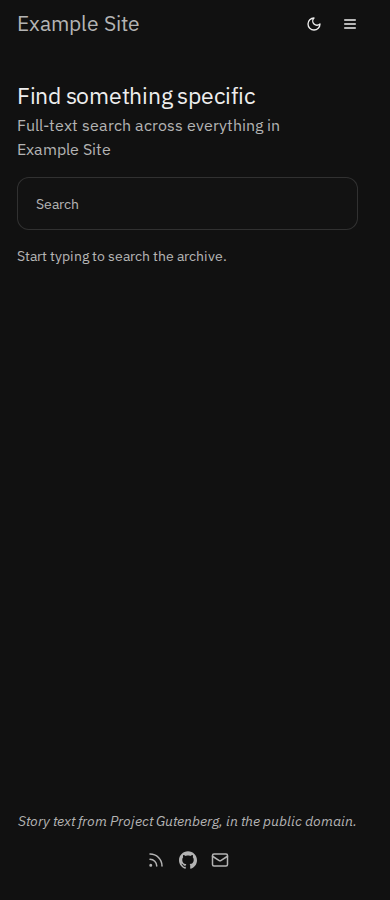 Example Site
Find something specific
Full-text search across everything in
Example Site
Search
Start typing to search the archive.
Story text from Project Gutenberg, in the public domain.